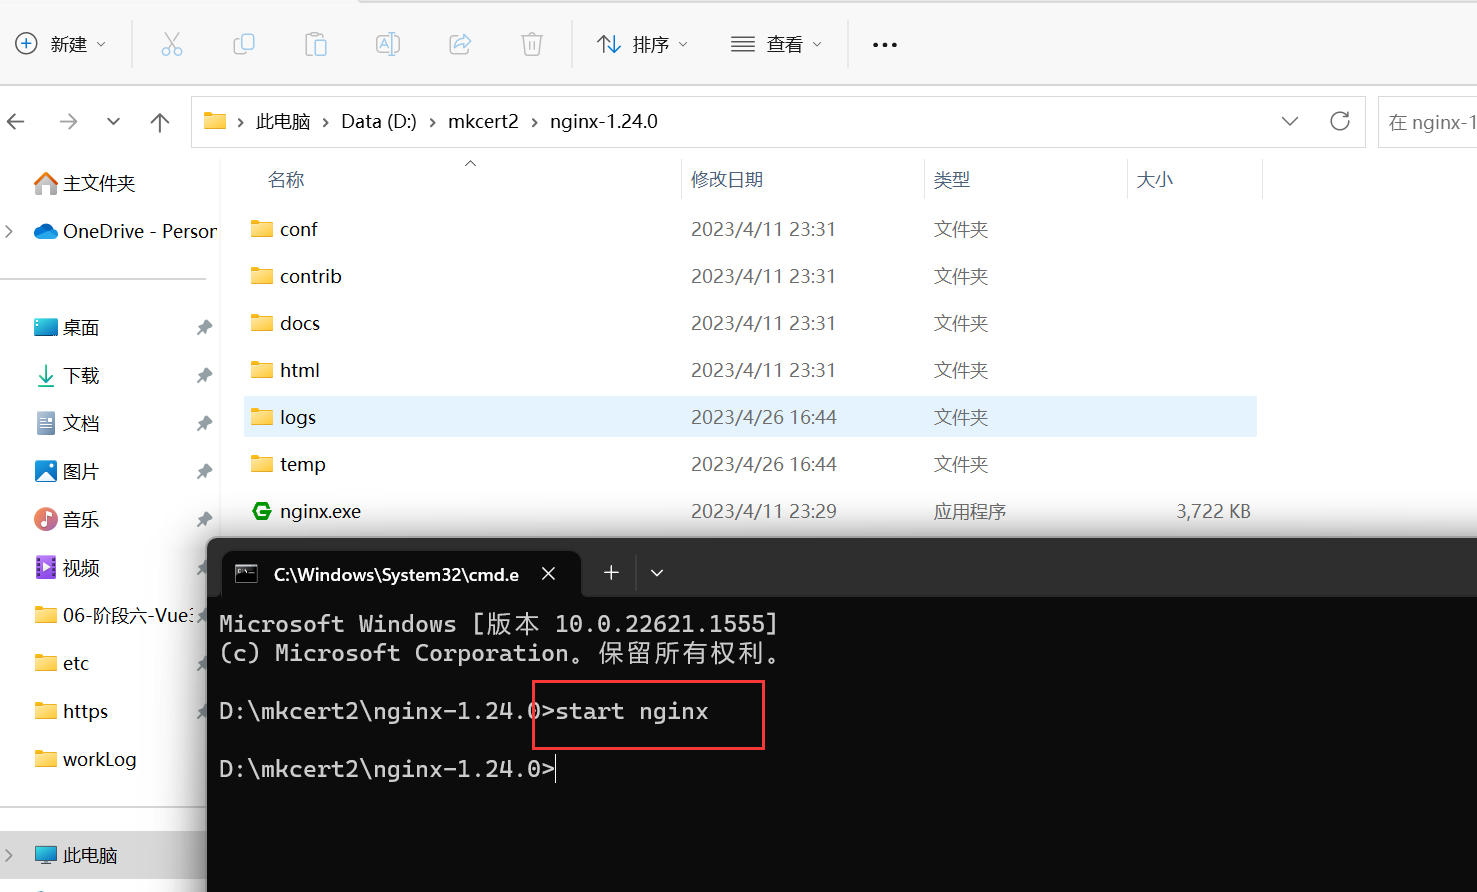 新建 排序 查看
此电脑 Data (D:) mkcert2 nginx-1.24.0 在 nginx-1
名称 修改日期 类型 大小
主文件夹
OneDrive - Person
桌面
下载
文档
图片
音乐
视频
06-阶段六-Vue3
etc
https
workLog
此电脑
conf 2023/4/11 23:31 文件夹
contrib 2023/4/11 23:31 文件夹
docs 2023/4/11 23:31 文件夹
html 2023/4/11 23:31 文件夹
logs 2023/4/26 16:44 文件夹
temp 2023/4/26 16:44 文件夹
nginx.exe 2023/4/11 23:29 应用程序 3,722 KB
C:\Windows\System32\cmd.e
Microsoft Windows [版本 10.0.22621.1555]
(c) Microsoft Corporation。保留所有权利。
D:\mkcert2\nginx-1.24.0>start nginx
D:\mkcert2\nginx-1.24.0>